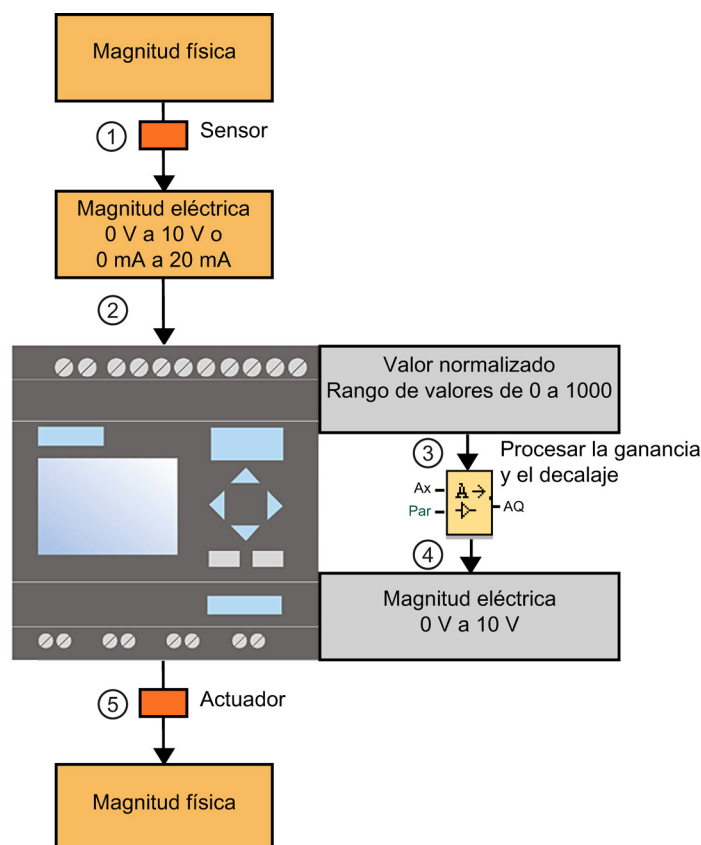 Magnitud física
1
Sensor
Magnitud eléctrica
0 V a 10 V o
0 mA a 20 mA
2
Valor normalizado
Rango de valores de 0 a 1000
3
Procesar la ganancia
y el decalaje
Ax
A
Par
AQ
4
Magnitud eléctrica
0 V a 10 V
5
Actuador
Magnitud física